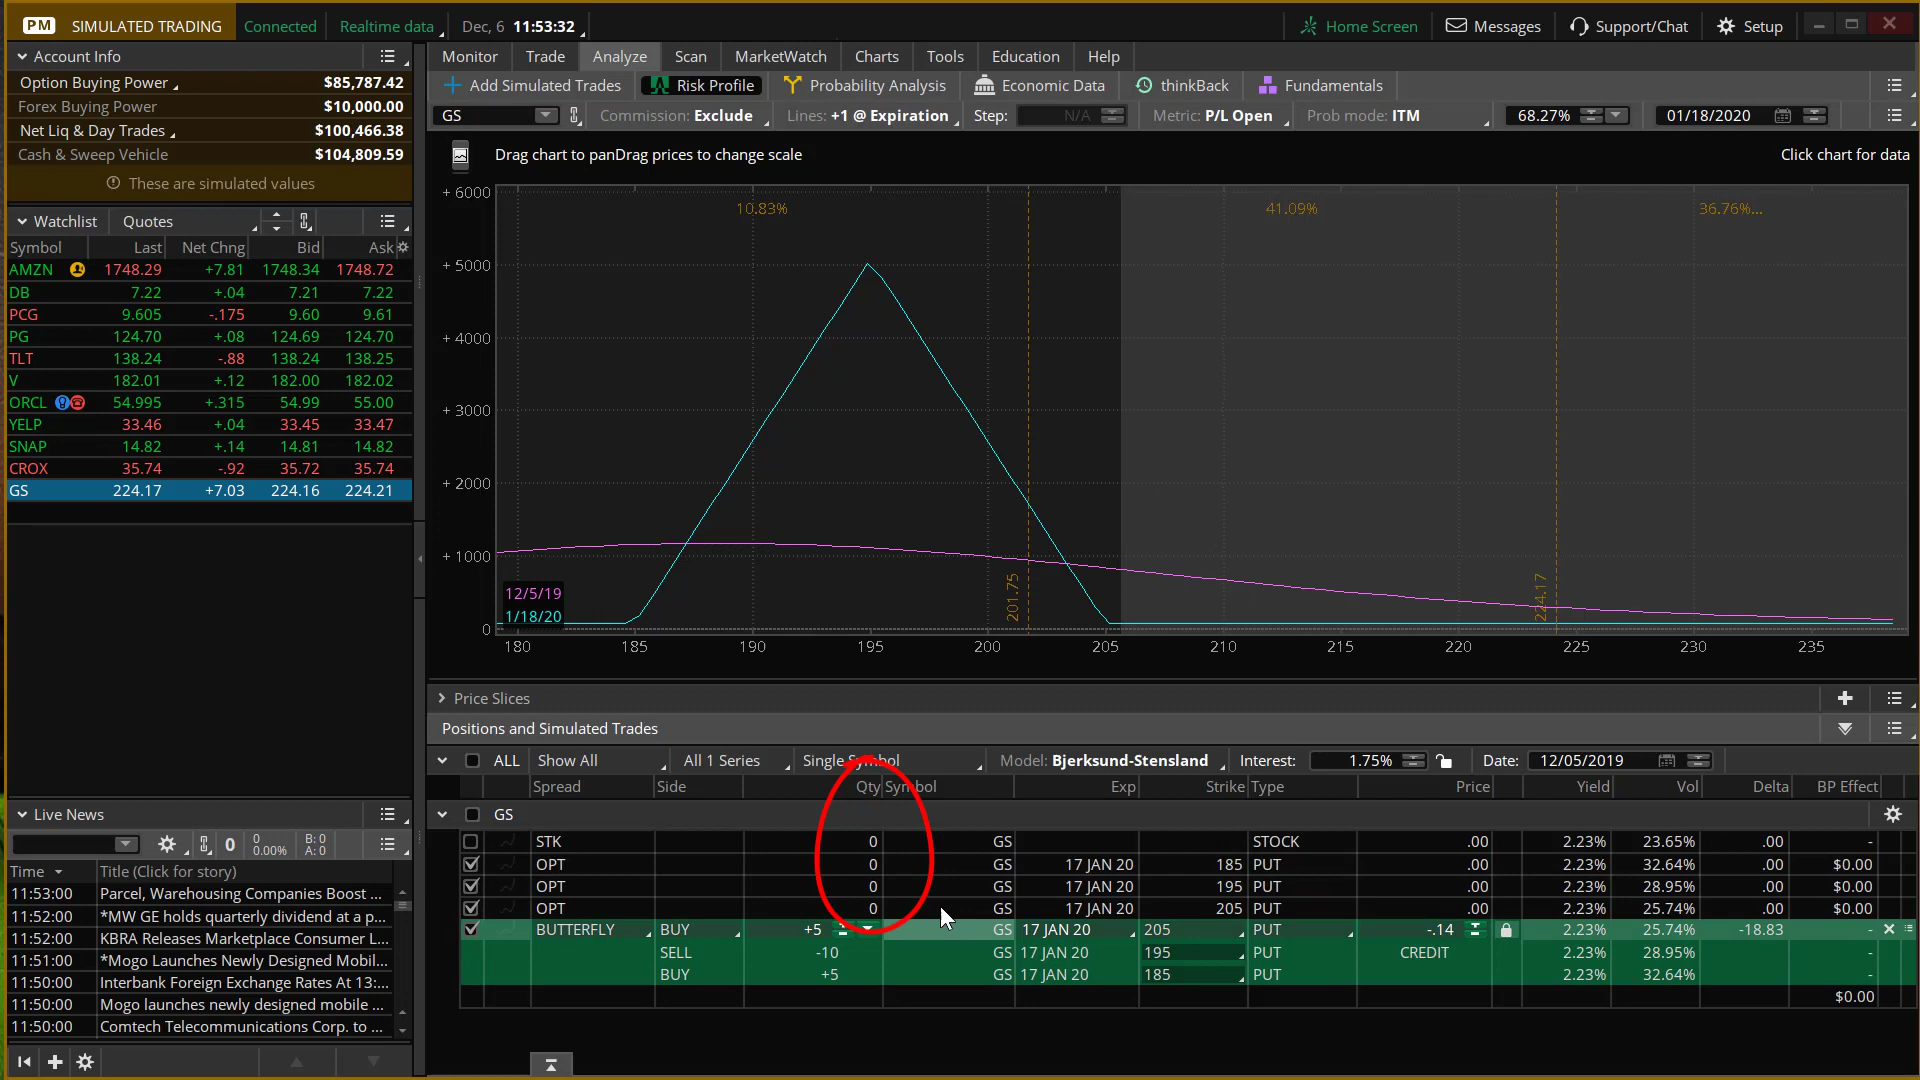 PM SIMULATED TRADING Connected Realtime data Dec, 6 11:53:32 Home Screen Messages Support/Chat Setup
Account Info
Option Buying Power $85,787.42
Forex Buying Power $10,000.00
Net Liq & Day Trades $100,466.38
Cash & Sweep Vehicle $104,809.59
These are simulated values
Watchlist Quotes
Symbol Last Net Chng Bid Ask
AMZN 1748.29 +7.81 1748.34 1748.72
DB 7.22 +.04 7.21 7.22
PCG 9.605 -.175 9.60 9.61
PG 124.70 +.08 124.69 124.70
TLT 138.24 -.88 138.24 138.25
V 182.01 +.12 182.00 182.02
ORCL 54.995 +.315 54.99 55.00
YELP 33.46 +.04 33.45 33.47
SNAP 14.82 +.14 14.81 14.82
CROX 35.74 -.92 35.72 35.74
GS 224.17 +7.03 224.16 224.21
Live News
0 0 0.00% B: 0 A: 0
Time Title (Click for story)
11:53:00 Parcel, Warehousing Companies Boost ...
11:52:00 *MW GE holds quarterly dividend at a p...
11:52:00 KBRA Releases Marketplace Consumer L...
11:51:00 *Mogo Launches Newly Designed Mobil...
11:50:00 Interbank Foreign Exchange Rates At 13:...
11:50:00 Mogo launches newly designed mobile ...
11:50:00 Comtech Telecommunications Corp. to ...
Monitor Trade Analyze Scan MarketWatch Charts Tools Education Help
Add Simulated Trades Risk Profile Probability Analysis Economic Data thinkBack Fundamentals
GS Commission: Exclude Lines: +1 @ Expiration Step: N/A Metric: P/L Open Prob mode: ITM 68.27% 01/18/2020
Drag chart to panDrag prices to change scale Click chart for data
+ 6000
+ 5000
+ 4000
+ 3000
+ 2000
+ 1000
0
10.83% 41.09% 36.76%...
201.75 224.17
12/5/19
1/18/20
180 185 190 195 200 205 210 215 220 225 230 235
Price Slices
Positions and Simulated Trades
ALL Show All All 1 Series Single Symbol Model: Bjerksund-Stensland Interest: 1.75% Date: 12/05/2019
Spread Side Qty Symbol Exp Strike Type Price Yield Vol Delta BP Effect
GS
STK 0 GS STOCK .00 2.23% 23.65% .00 -
OPT 0 GS 17 JAN 20 185 PUT .00 2.23% 32.64% .00 $0.00
OPT 0 GS 17 JAN 20 195 PUT .00 2.23% 28.95% .00 $0.00
OPT 0 GS 17 JAN 20 205 PUT .00 2.23% 25.74% .00 $0.00
BUTTERFLY BUY +5 GS 17 JAN 20 205 PUT -.14 2.23% 25.74% -18.83 -
SELL -10 GS 17 JAN 20 195 PUT CREDIT 2.23% 28.95% -
BUY +5 GS 17 JAN 20 185 PUT 2.23% 32.64% -
$0.00